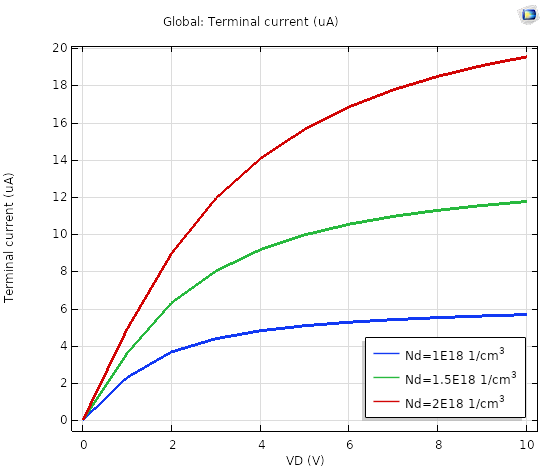 Global: Terminal current (uA)
Terminal current (uA)
20
18
16
14
12
10
8
6
4
2
0
Nd=1E18 1/cm³
Nd=1.5E18 1/cm³
Nd=2E18 1/cm³
0 2 4 6 8 10
VD (V)